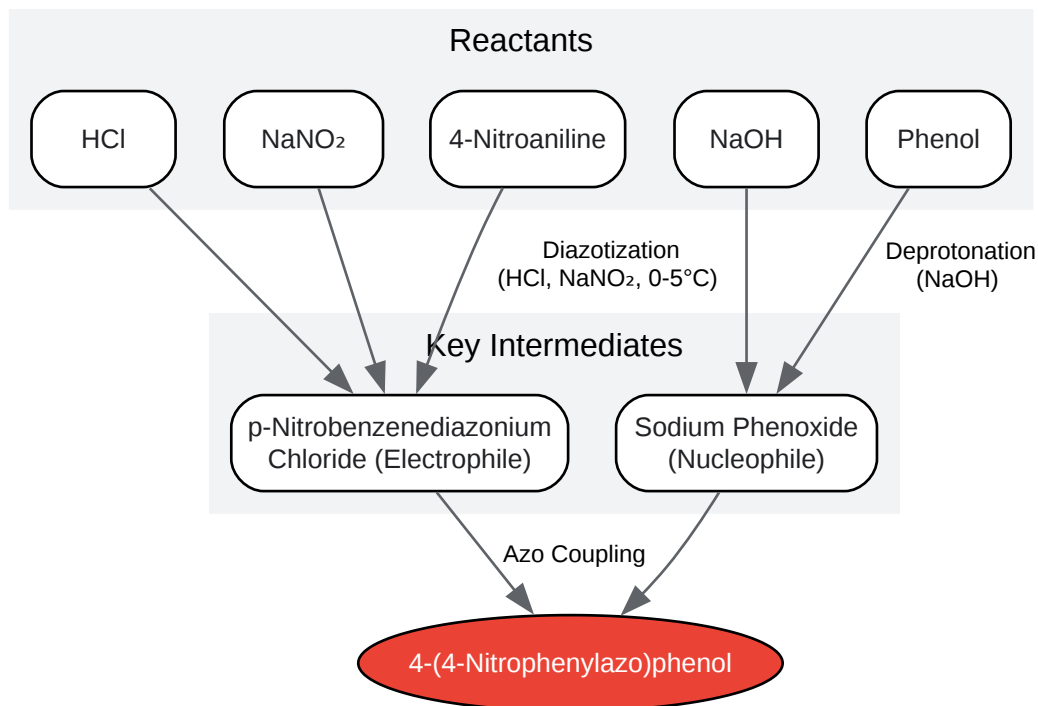 Reactants
HCl
NaNO₂
4-Nitroaniline
NaOH
Phenol
Diazotization
(HCl, NaNO₂, 0-5°C)
Deprotonation
(NaOH)
Key Intermediates
p-Nitrobenzenediazonium
Chloride (Electrophile)
Sodium Phenoxide
(Nucleophile)
Azo Coupling
4-(4-Nitrophenylazo)phenol